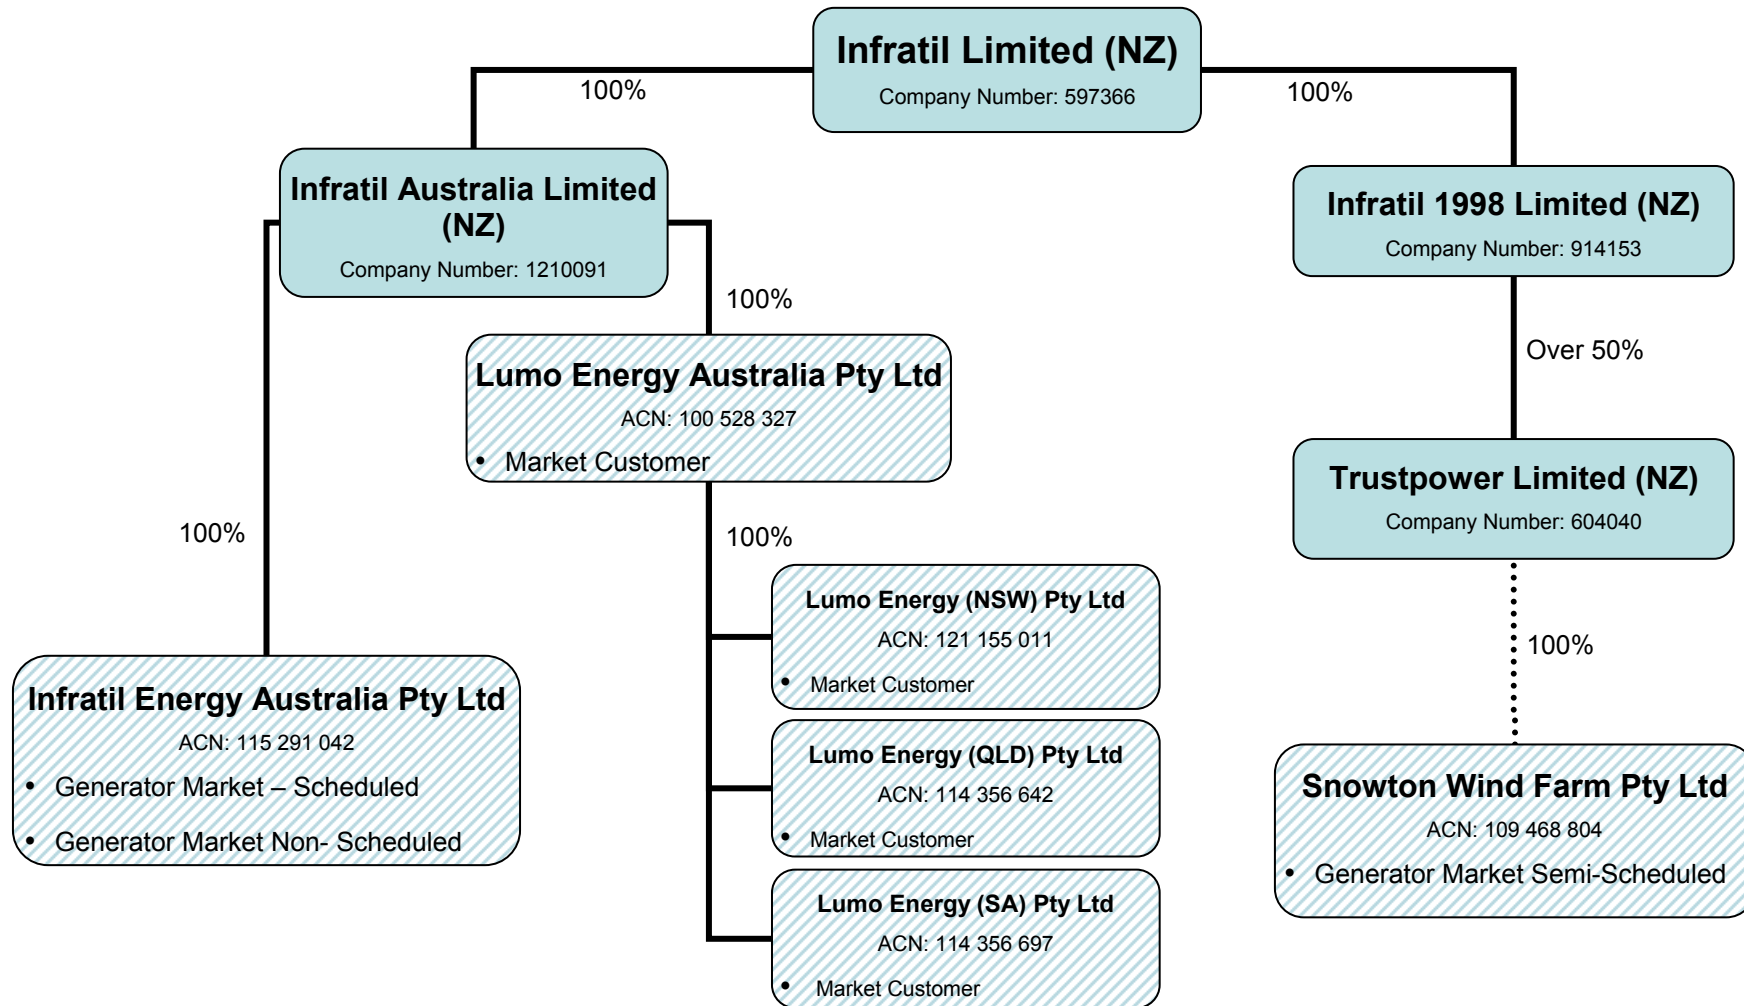 Infratil Limited (NZ)
Company Number: 597366
100%
100%
Infratil Australia Limited
(NZ)
Company Number: 1210091
Infratil 1998 Limited (NZ)
Company Number: 914153
100%
Lumo Energy Australia Pty Ltd
ACN: 100 528 327
• Market Customer
Over 50%
Trustpower Limited (NZ)
Company Number: 604040
100%
100%
Lumo Energy (NSW) Pty Ltd
ACN: 121 155 011
• Market Customer
100%
Infratil Energy Australia Pty Ltd
ACN: 115 291 042
• Generator Market – Scheduled
• Generator Market Non- Scheduled
Lumo Energy (QLD) Pty Ltd
ACN: 114 356 642
• Market Customer
Snowton Wind Farm Pty Ltd
ACN: 109 468 804
• Generator Market Semi-Scheduled
Lumo Energy (SA) Pty Ltd
ACN: 114 356 697
• Market Customer